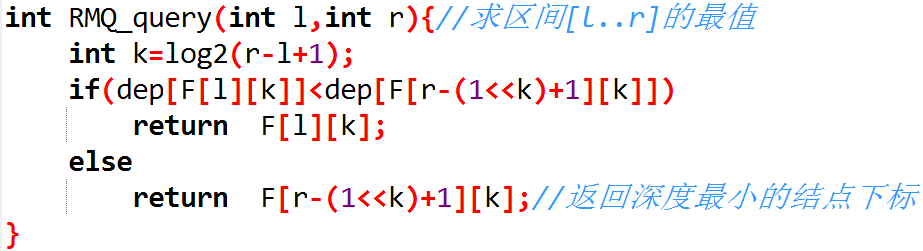 int RMQ_query(int l,int r){//求区间[l..r]的最值
int k=log2(r-l+1);
if(dep[F[l][k]]<dep[F[r-(1<<k)+1][k]])
return F[l][k];
else
return F[r-(1<<k)+1][k];//返回深度最小的结点下标
}